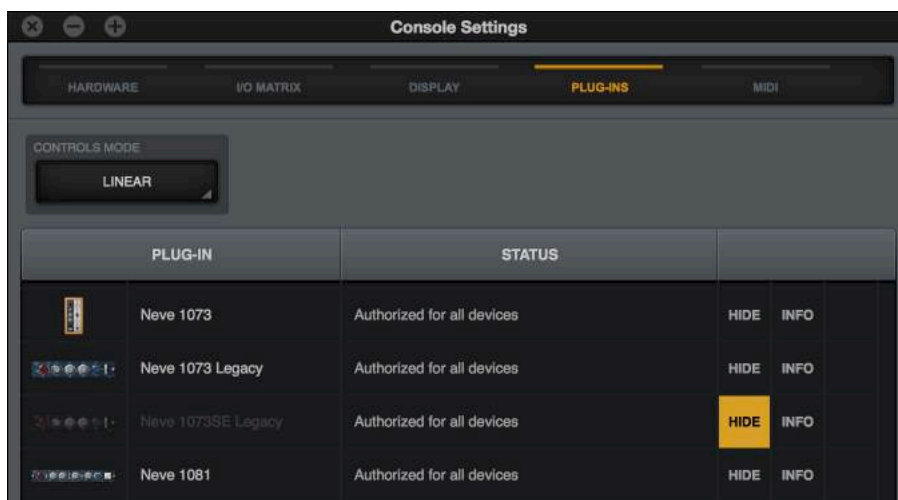 Console Settings
HARDWARE I/O MATRIX DISPLAY PLUG-INS MIDI
CONTROLS MODE
LINEAR
PLUG-IN STATUS
Neve 1073 Authorized for all devices HIDE INFO
Neve 1073 Legacy Authorized for all devices HIDE INFO
Neve 1073SE Legacy Authorized for all devices HIDE INFO
Neve 1081 Authorized for all devices HIDE INFO